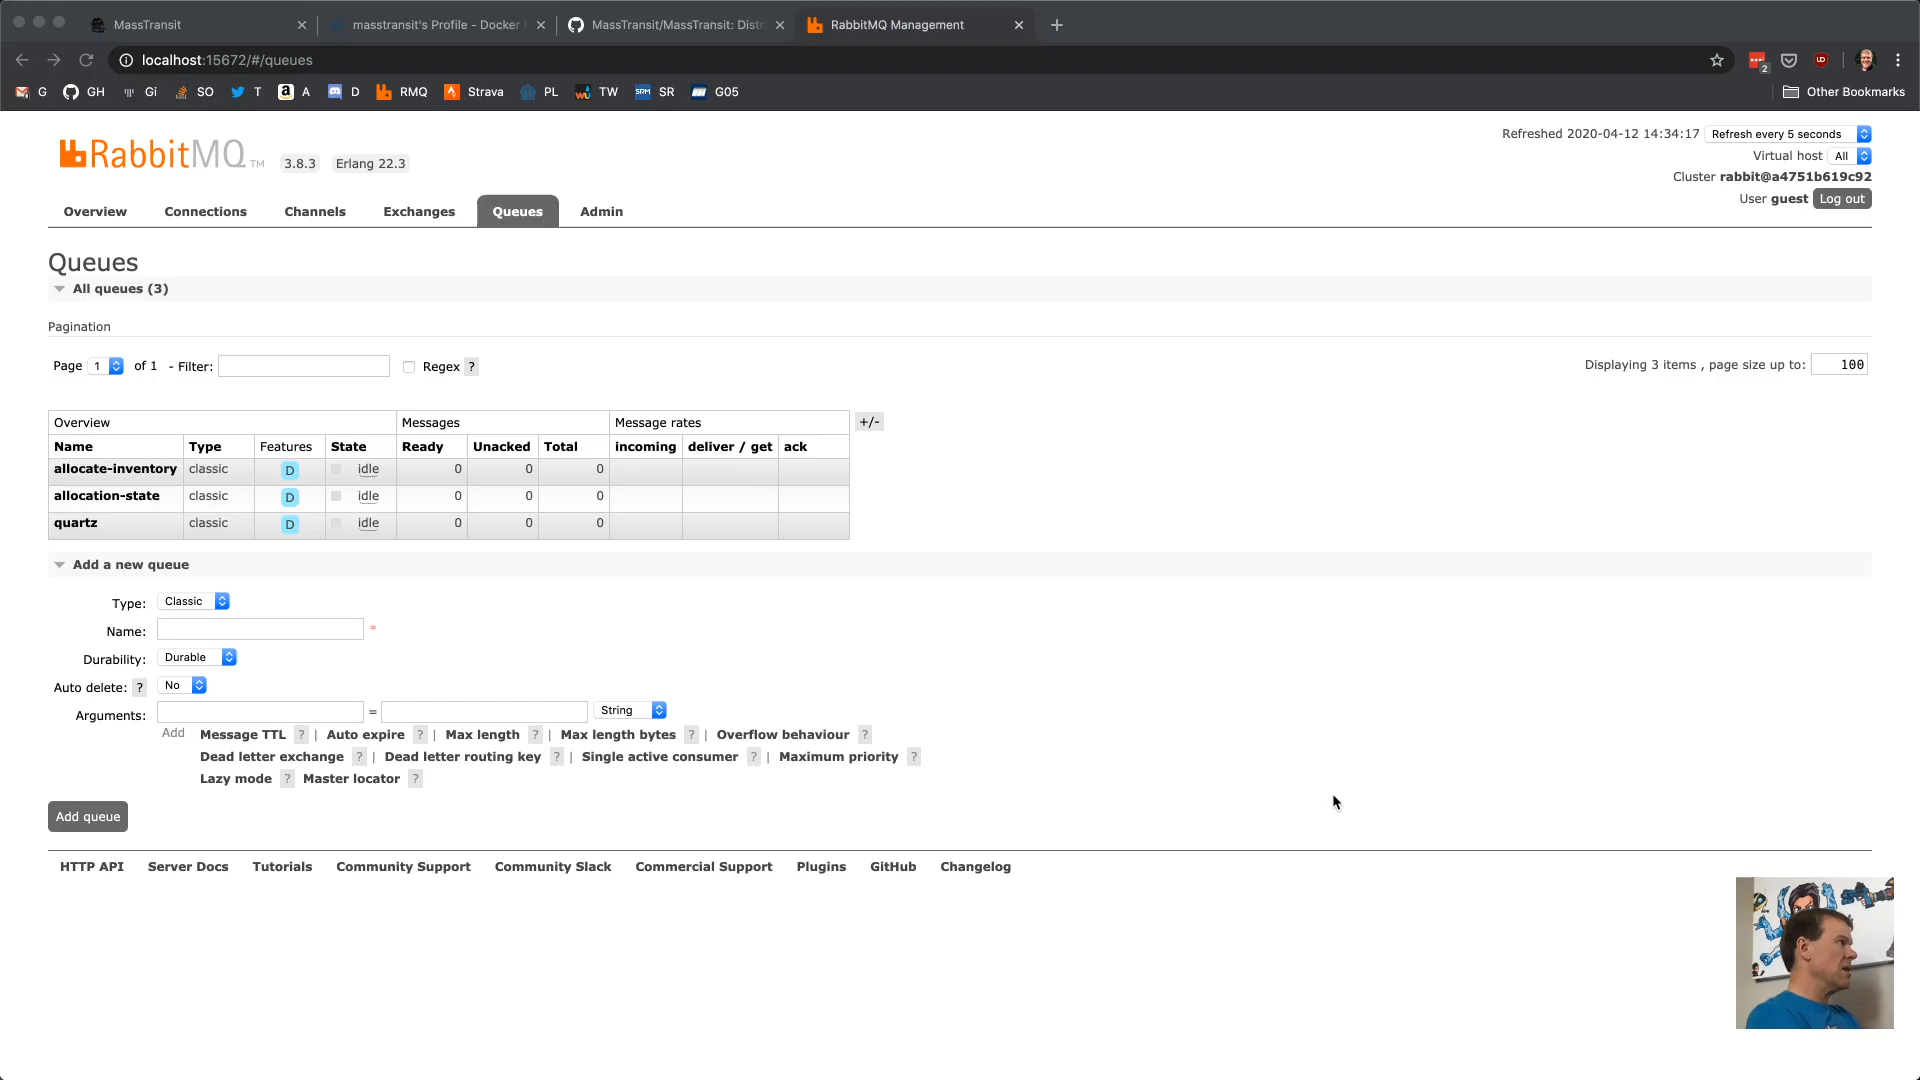 MassTransit
masstransit's Profile - Docker
MassTransit/MassTransit: Distr
RabbitMQ Management
localhost:15672/#/queues
2
G
GH
Gi
SO
T
A
D
RMQ
Strava
PL
TW
SR
G05
Other Bookmarks
RabbitMQ TM 3.8.3 Erlang 22.3
Refreshed 2020-04-12 14:34:17 Refresh every 5 seconds
Virtual host All
Cluster rabbit@a4751b619c92
User guest Log out
Overview Connections Channels Exchanges Queues Admin
Queues
All queues (3)
Pagination
Page 1 of 1 - Filter: Regex ? Displaying 3 items , page size up to: 100
Overview Messages Message rates +/-
Name Type Features State Ready Unacked Total incoming deliver / get ack
allocate-inventory classic D idle 0 0 0
allocation-state classic D idle 0 0 0
quartz classic D idle 0 0 0
Add a new queue
Type: Classic
Name: *
Durability: Durable
Auto delete: ? No
Arguments: = String
Add Message TTL ? | Auto expire ? | Max length ? | Max length bytes ? | Overflow behaviour ?
Dead letter exchange ? | Dead letter routing key ? | Single active consumer ? | Maximum priority ?
Lazy mode ? Master locator ?
Add queue
HTTP API Server Docs Tutorials Community Support Community Slack Commercial Support Plugins GitHub Changelog